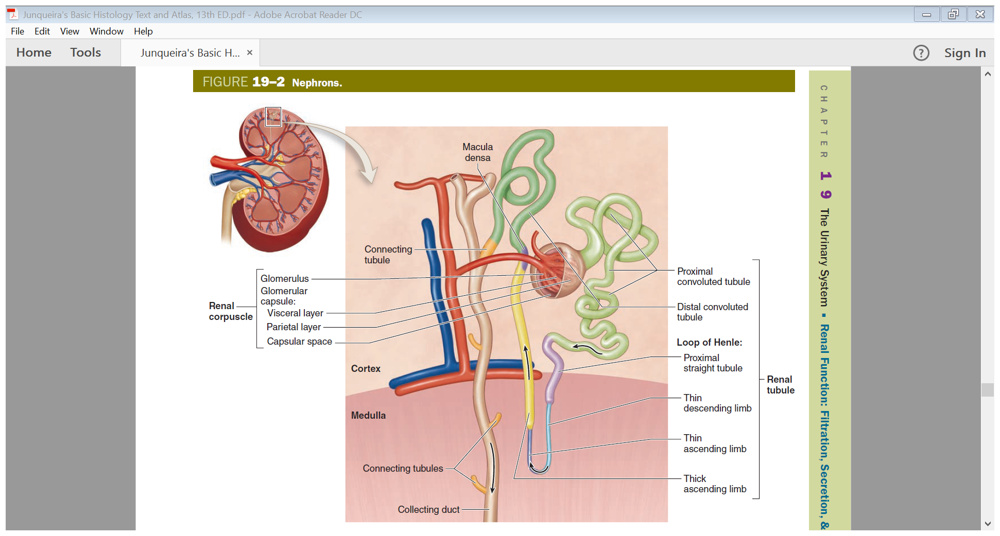 Junqueira's Basic Histology Text and Atlas, 13th ED.pdf - Adobe Acrobat Reader DC
File Edit View Window Help
Home Tools Junqueira's Basic H... × ? Sign In
FIGURE 19–2 Nephrons.
Macula
densa
Connecting
tubule
Glomerulus
Glomerular
capsule:
Visceral layer
Parietal layer
Capsular space
Renal
corpuscle
Cortex
Medulla
Connecting tubules
Collecting duct
Proximal
convoluted tubule
Distal convoluted
tubule
Loop of Henle:
Proximal
straight tubule
Thin
descending limb
Thin
ascending limb
Thick
ascending limb
Renal
tubule
CHAPTER 19 The Urinary System ▪ Renal Function: Filtration, Secretion, &